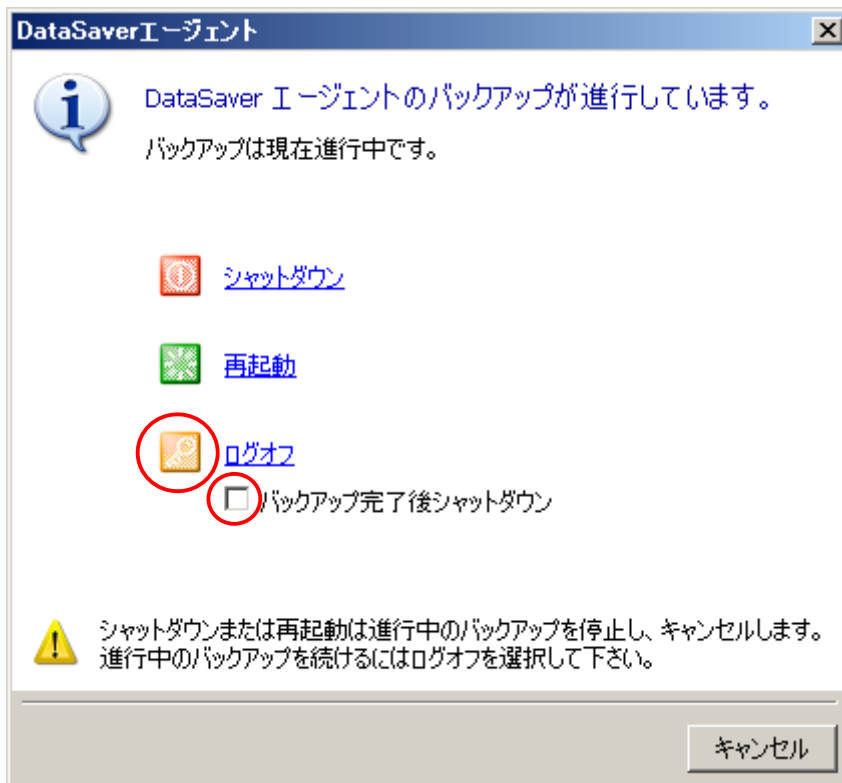 DataSaverエージェント
DataSaver エージェントのバックアップが進行しています。
バックアップは現在進行中です。
シャットダウン
再起動
ログオフ
バックアップ完了後シャットダウン
シャットダウンまたは再起動は進行中のバックアップを停止し、キャンセルします。
進行中のバックアップを続けるにはログオフを選択して下さい。
キャンセル